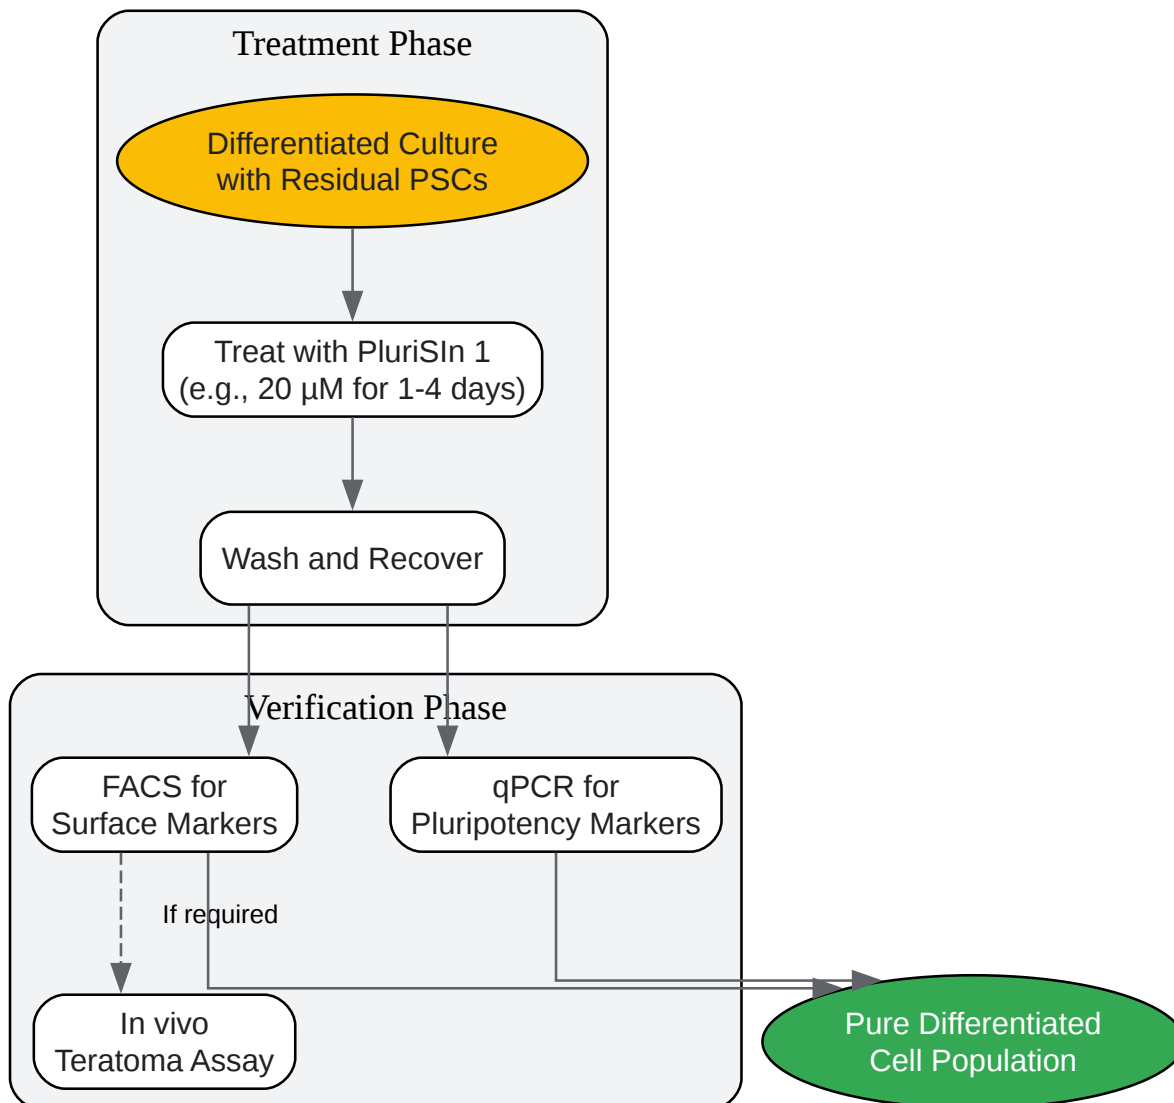 Treatment Phase
Differentiated Culture
with Residual PSCs
Treat with PluriSIn 1
(e.g., 20 µM for 1-4 days)
Wash and Recover
Verification Phase
FACS for
Surface Markers
qPCR for
Pluripotency Markers
If required
In vivo
Teratoma Assay
Pure Differentiated
Cell Population